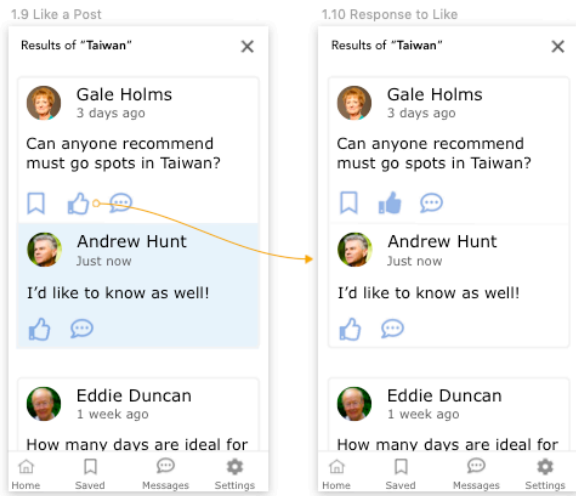 1.9 Like a Post
Results of “Taiwan”
Gale Holms
3 days ago
Can anyone recommend
must go spots in Taiwan?
Andrew Hunt
Just now
I’d like to know as well!
Eddie Duncan
1 week ago
How many days are ideal for
Home Saved Messages Settings
1.10 Response to Like
Results of “Taiwan”
Gale Holms
3 days ago
Can anyone recommend
must go spots in Taiwan?
Andrew Hunt
Just now
I’d like to know as well!
Eddie Duncan
1 week ago
How many days are ideal for
Home Saved Messages Settings